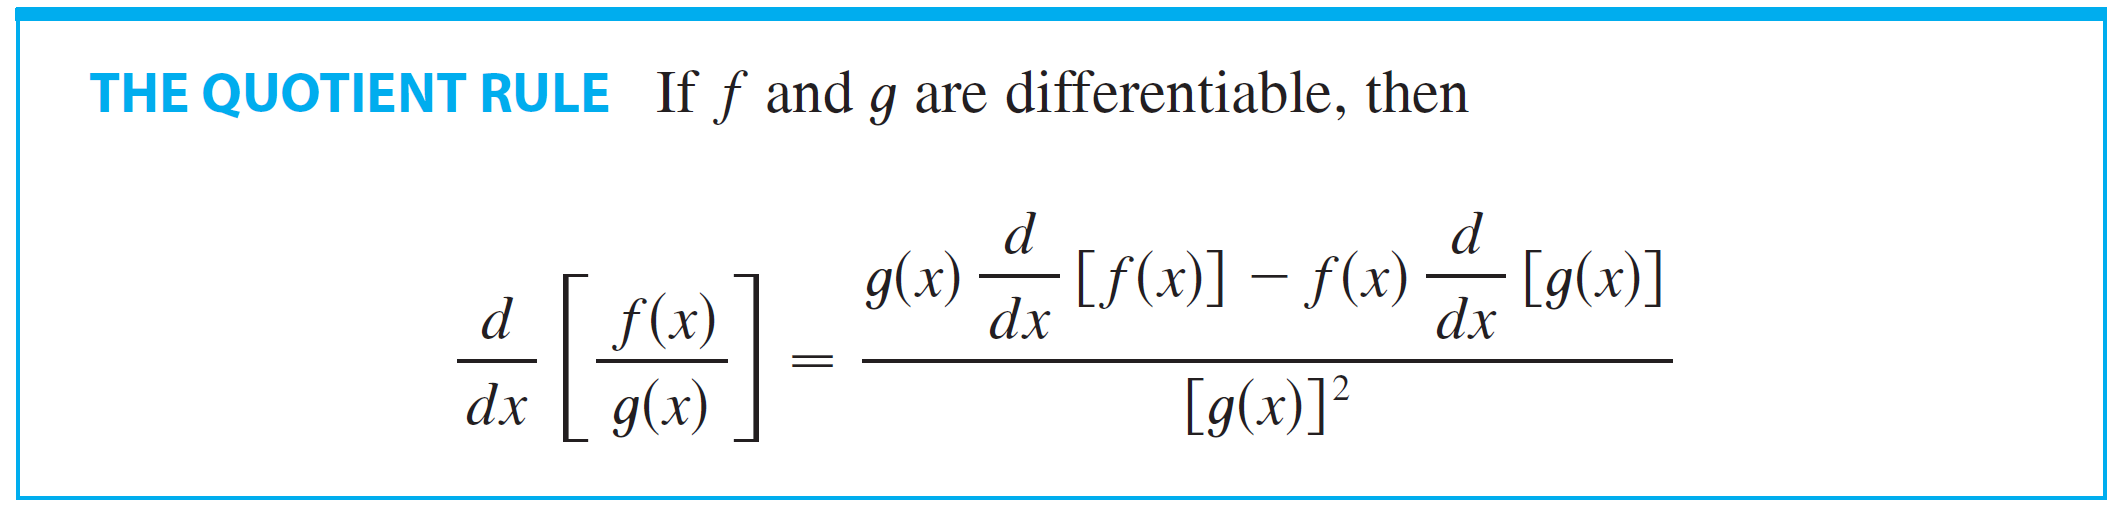 THE QUOTIENT RULE If f and g are differentiable, then
d/dx [f(x)/g(x)] = (g(x) d/dx [f(x)] − f(x) d/dx [g(x)]) / [g(x)]²